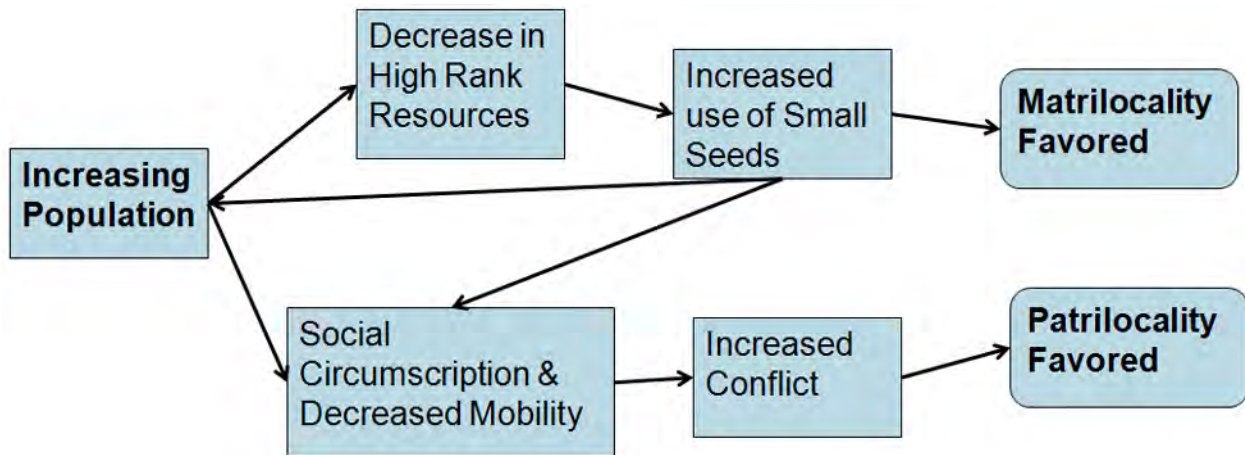 Decrease in
High Rank
Resources
Increased
use of Small
Seeds
Matrilocality
Favored
Increasing
Population
Social
Circumscription &
Decreased Mobility
Increased
Conflict
Patrilocality
Favored